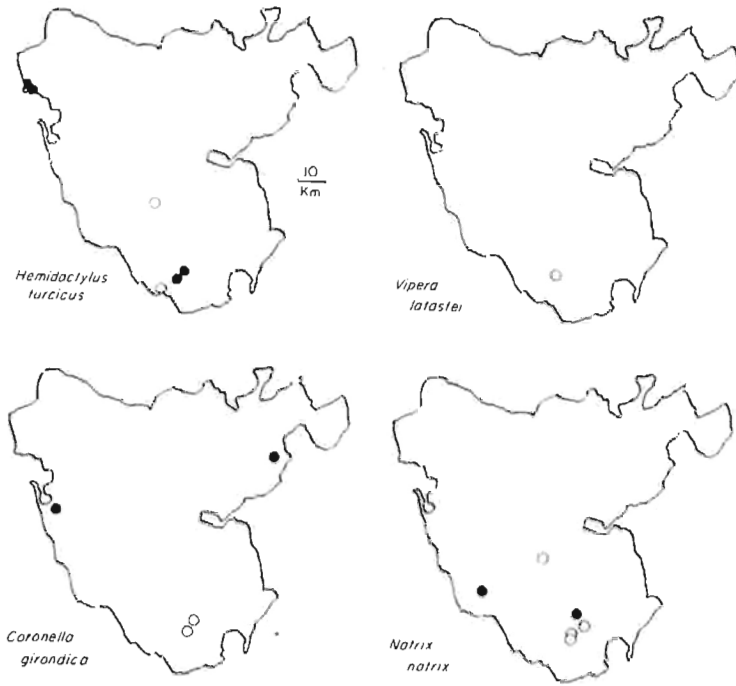 10
Km
Hemidactylus
turcicus
Vipera
latastei
Coronella
girondica
Natrix
natrix